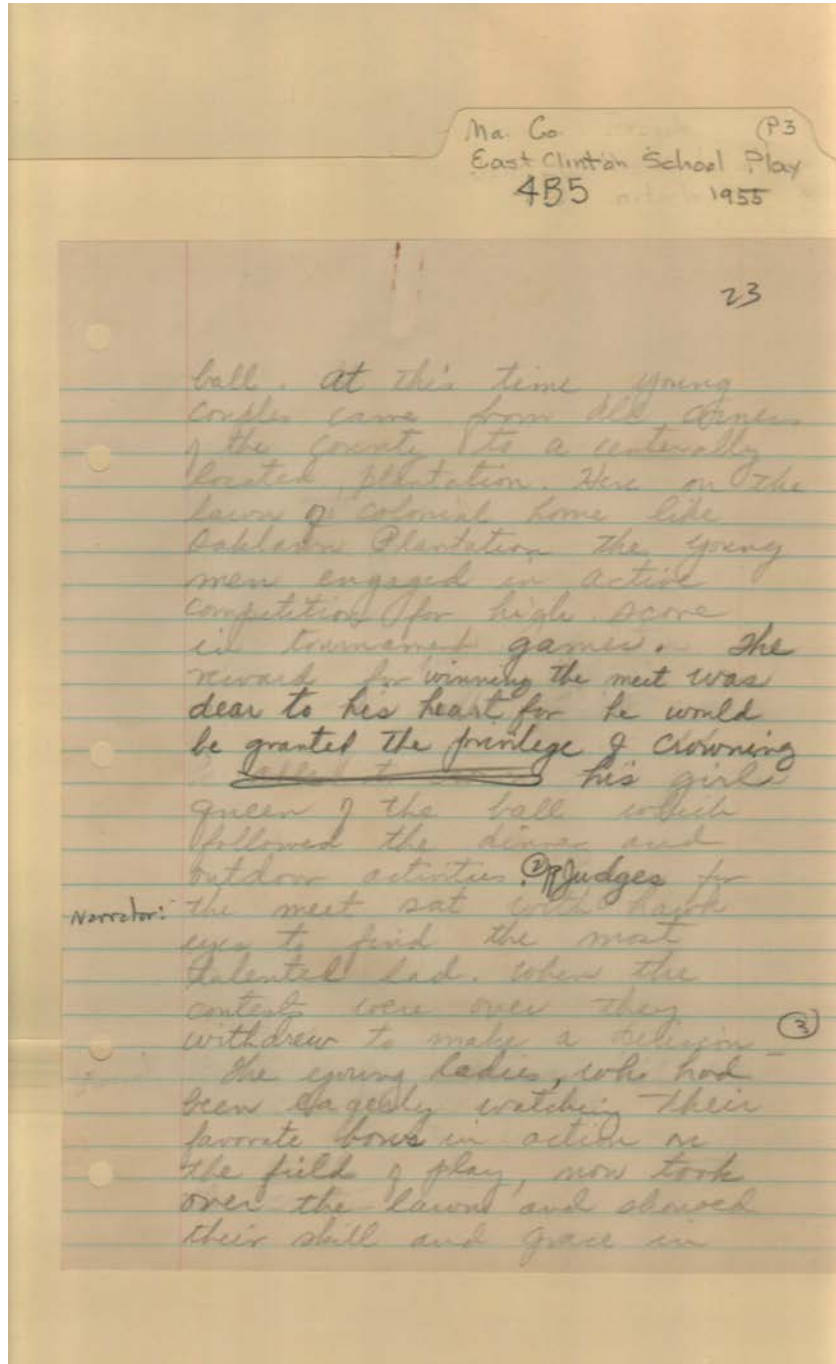 Ma. Co. (P3
East Clinton School Play
4B5 1955
23
ball. At this time young
couples came from all corners
of the county to a centerally
located plantation. Here on the
lawn of colonial home like
Oaklawn Plantation the young
men engaged in active
competition for high score
in tournament games. The
reward for winning the meet was
dear to his heart for he would
be granted the privilege of crowning
his girl
queen of the ball which
followed the dinner and
outdoor activities. (2) Judges for
Narrator: the meet sat with hawk
eyes to find the most
talented lad. When the
contests were over they
withdrew to make a decision (3)
The young ladies, who had
been eagerly watching their
favorate bows in action on
the field of play, now took
over the lawns and showed
their skill and grace in